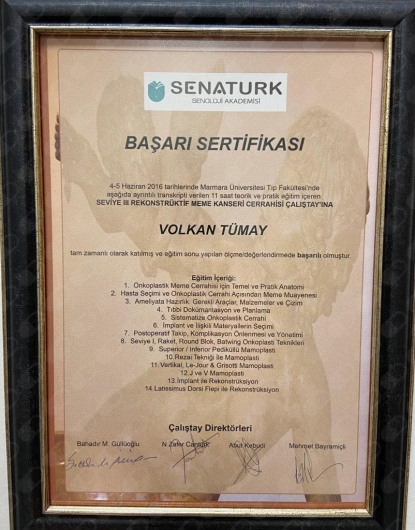 SENATURK
SENOLOJİ AKADEMİSİ
BAŞARI SERTİFİKASI
4-5 Haziran 2016 tarihlerinde Marmara Üniversitesi Tıp Fakültesi'nde
aşağıda ayrıntılı transkripti verilen 11 saat teorik ve pratik eğitim içeren
SEVİYE III REKONSTRÜKTİF MEME KANSERİ CERRAHİSİ ÇALIŞTAY'INA
VOLKAN TÜMAY
tam zamanlı olarak katılmış ve eğitim sonu yapılan ölçme/değerlendirmede başarılı olmuştur.
Eğitim İçeriği:
1. Onkoplastik Meme Cerrahisi için Temel ve Pratik Anatomi
2. Hasta Seçimi ve Onkoplastik Cerrahi Açısından Meme Muayenesi
3. Ameliyata Hazırlık: Gerekli Araçlar, Malzemeler ve Çizim
4. Tıbbi Dokümantasyon ve Planlama
5. Sistematize Onkoplastik Cerrahi
6. İmplant ve İlişkili Materyallerin Seçimi
7. Postoperatif Takip, Komplikasyon Önlenmesi ve Yönetimi
8. Seviye I, Raket, Round Blok, Batwing Onkoplasti Teknikleri
9. Superior / Inferior Pediküllü Mamoplasti
10.Rezai Tekniği ile Mamoplasti
11.Vertikal, Le-Jour & Grisotti Mamoplasti
12.J ve V Mamoplasti
13.İmplant ile Rekonstrüksiyon
14.Latissimus Dorsi Flep ile Rekonstrüksiyon
Çalıştay Direktörleri
Bahadır M. Güllüoğlu N Zafer Cantürk Abut Kebudi Mehmet Bayramiçli